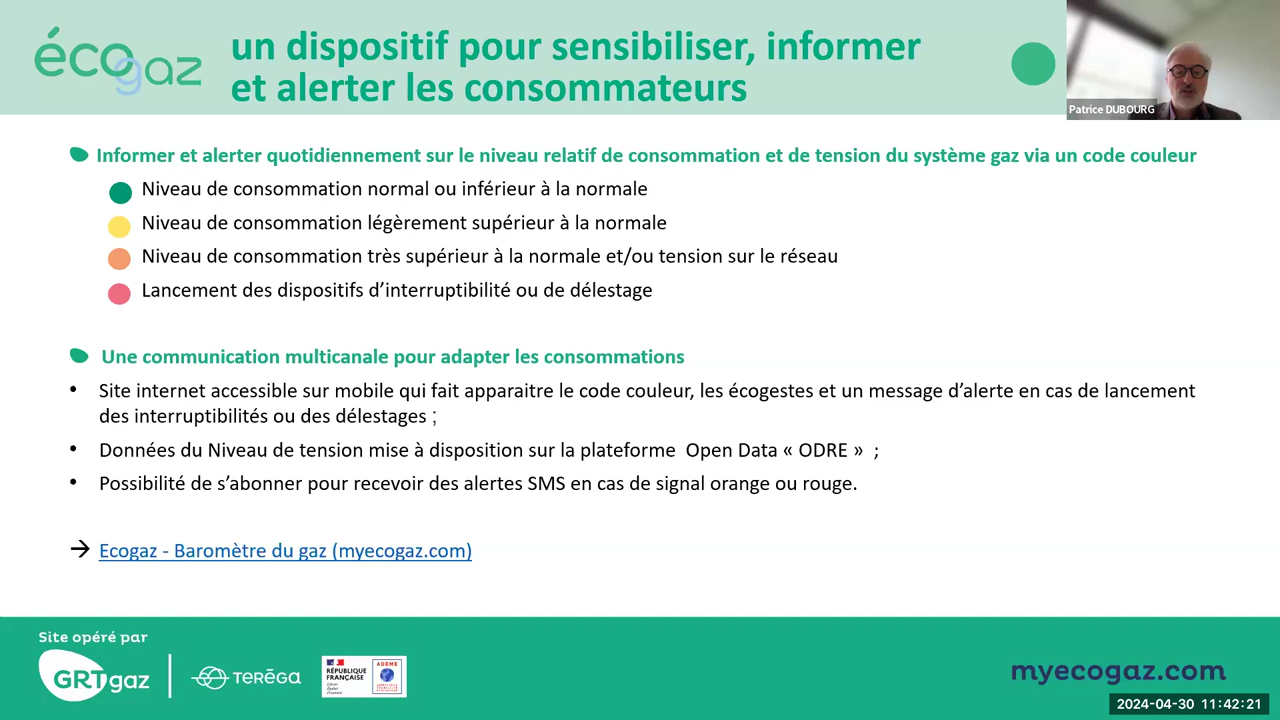 écogaz
un dispositif pour sensibiliser, informer
et alerter les consommateurs
Patrice DUBOURG
Informer et alerter quotidiennement sur le niveau relatif de consommation et de tension du système gaz via un code couleur
Niveau de consommation normal ou inférieur à la normale
Niveau de consommation légèrement supérieur à la normale
Niveau de consommation très supérieur à la normale et/ou tension sur le réseau
Lancement des dispositifs d’interruptibilité ou de délestage
Une communication multicanale pour adapter les consommations
• Site internet accessible sur mobile qui fait apparaitre le code couleur, les écogestes et un message d’alerte en cas de lancement
des interruptibilités ou des délestages ;
• Données du Niveau de tension mise à disposition sur la plateforme Open Data « ODRE » ;
• Possibilité de s’abonner pour recevoir des alertes SMS en cas de signal orange ou rouge.
→ Ecogaz - Baromètre du gaz (myecogaz.com)
Site opéré par
GRTgaz
TERĒGA
RÉPUBLIQUE
FRANÇAISE
ADEME
myecogaz.com
2024-04-30 11:42:21